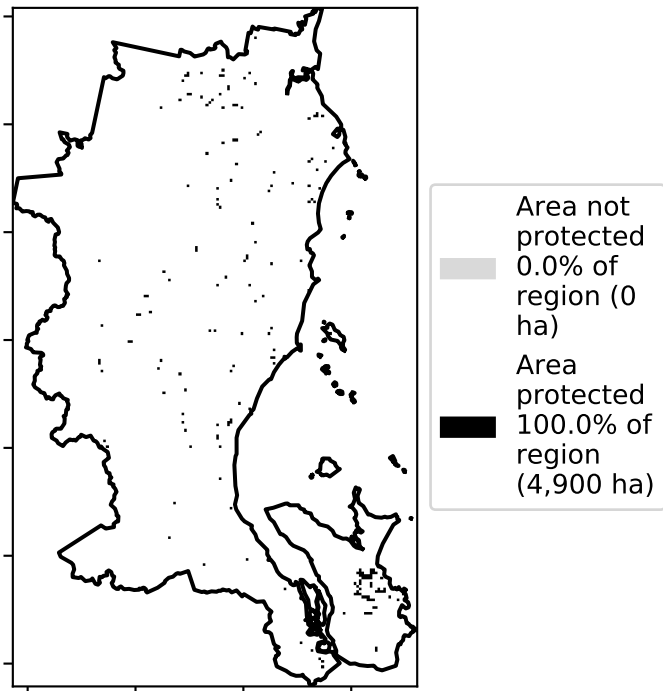 Area not
protected
0.0% of
region (0
ha)
Area
protected
100.0% of
region
(4,900 ha)